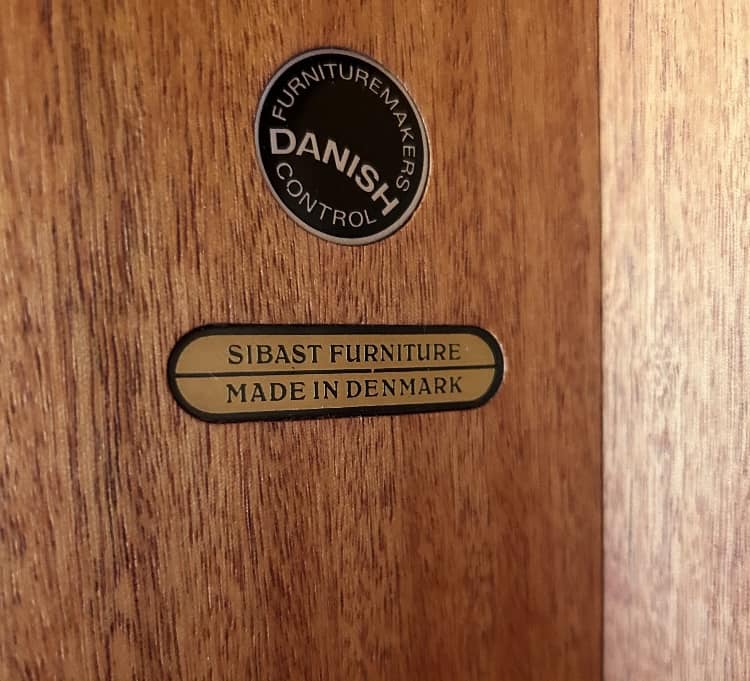 FURNITUREMAKERS
DANISH
CONTROL
SIBAST FURNITURE
MADE IN DENMARK